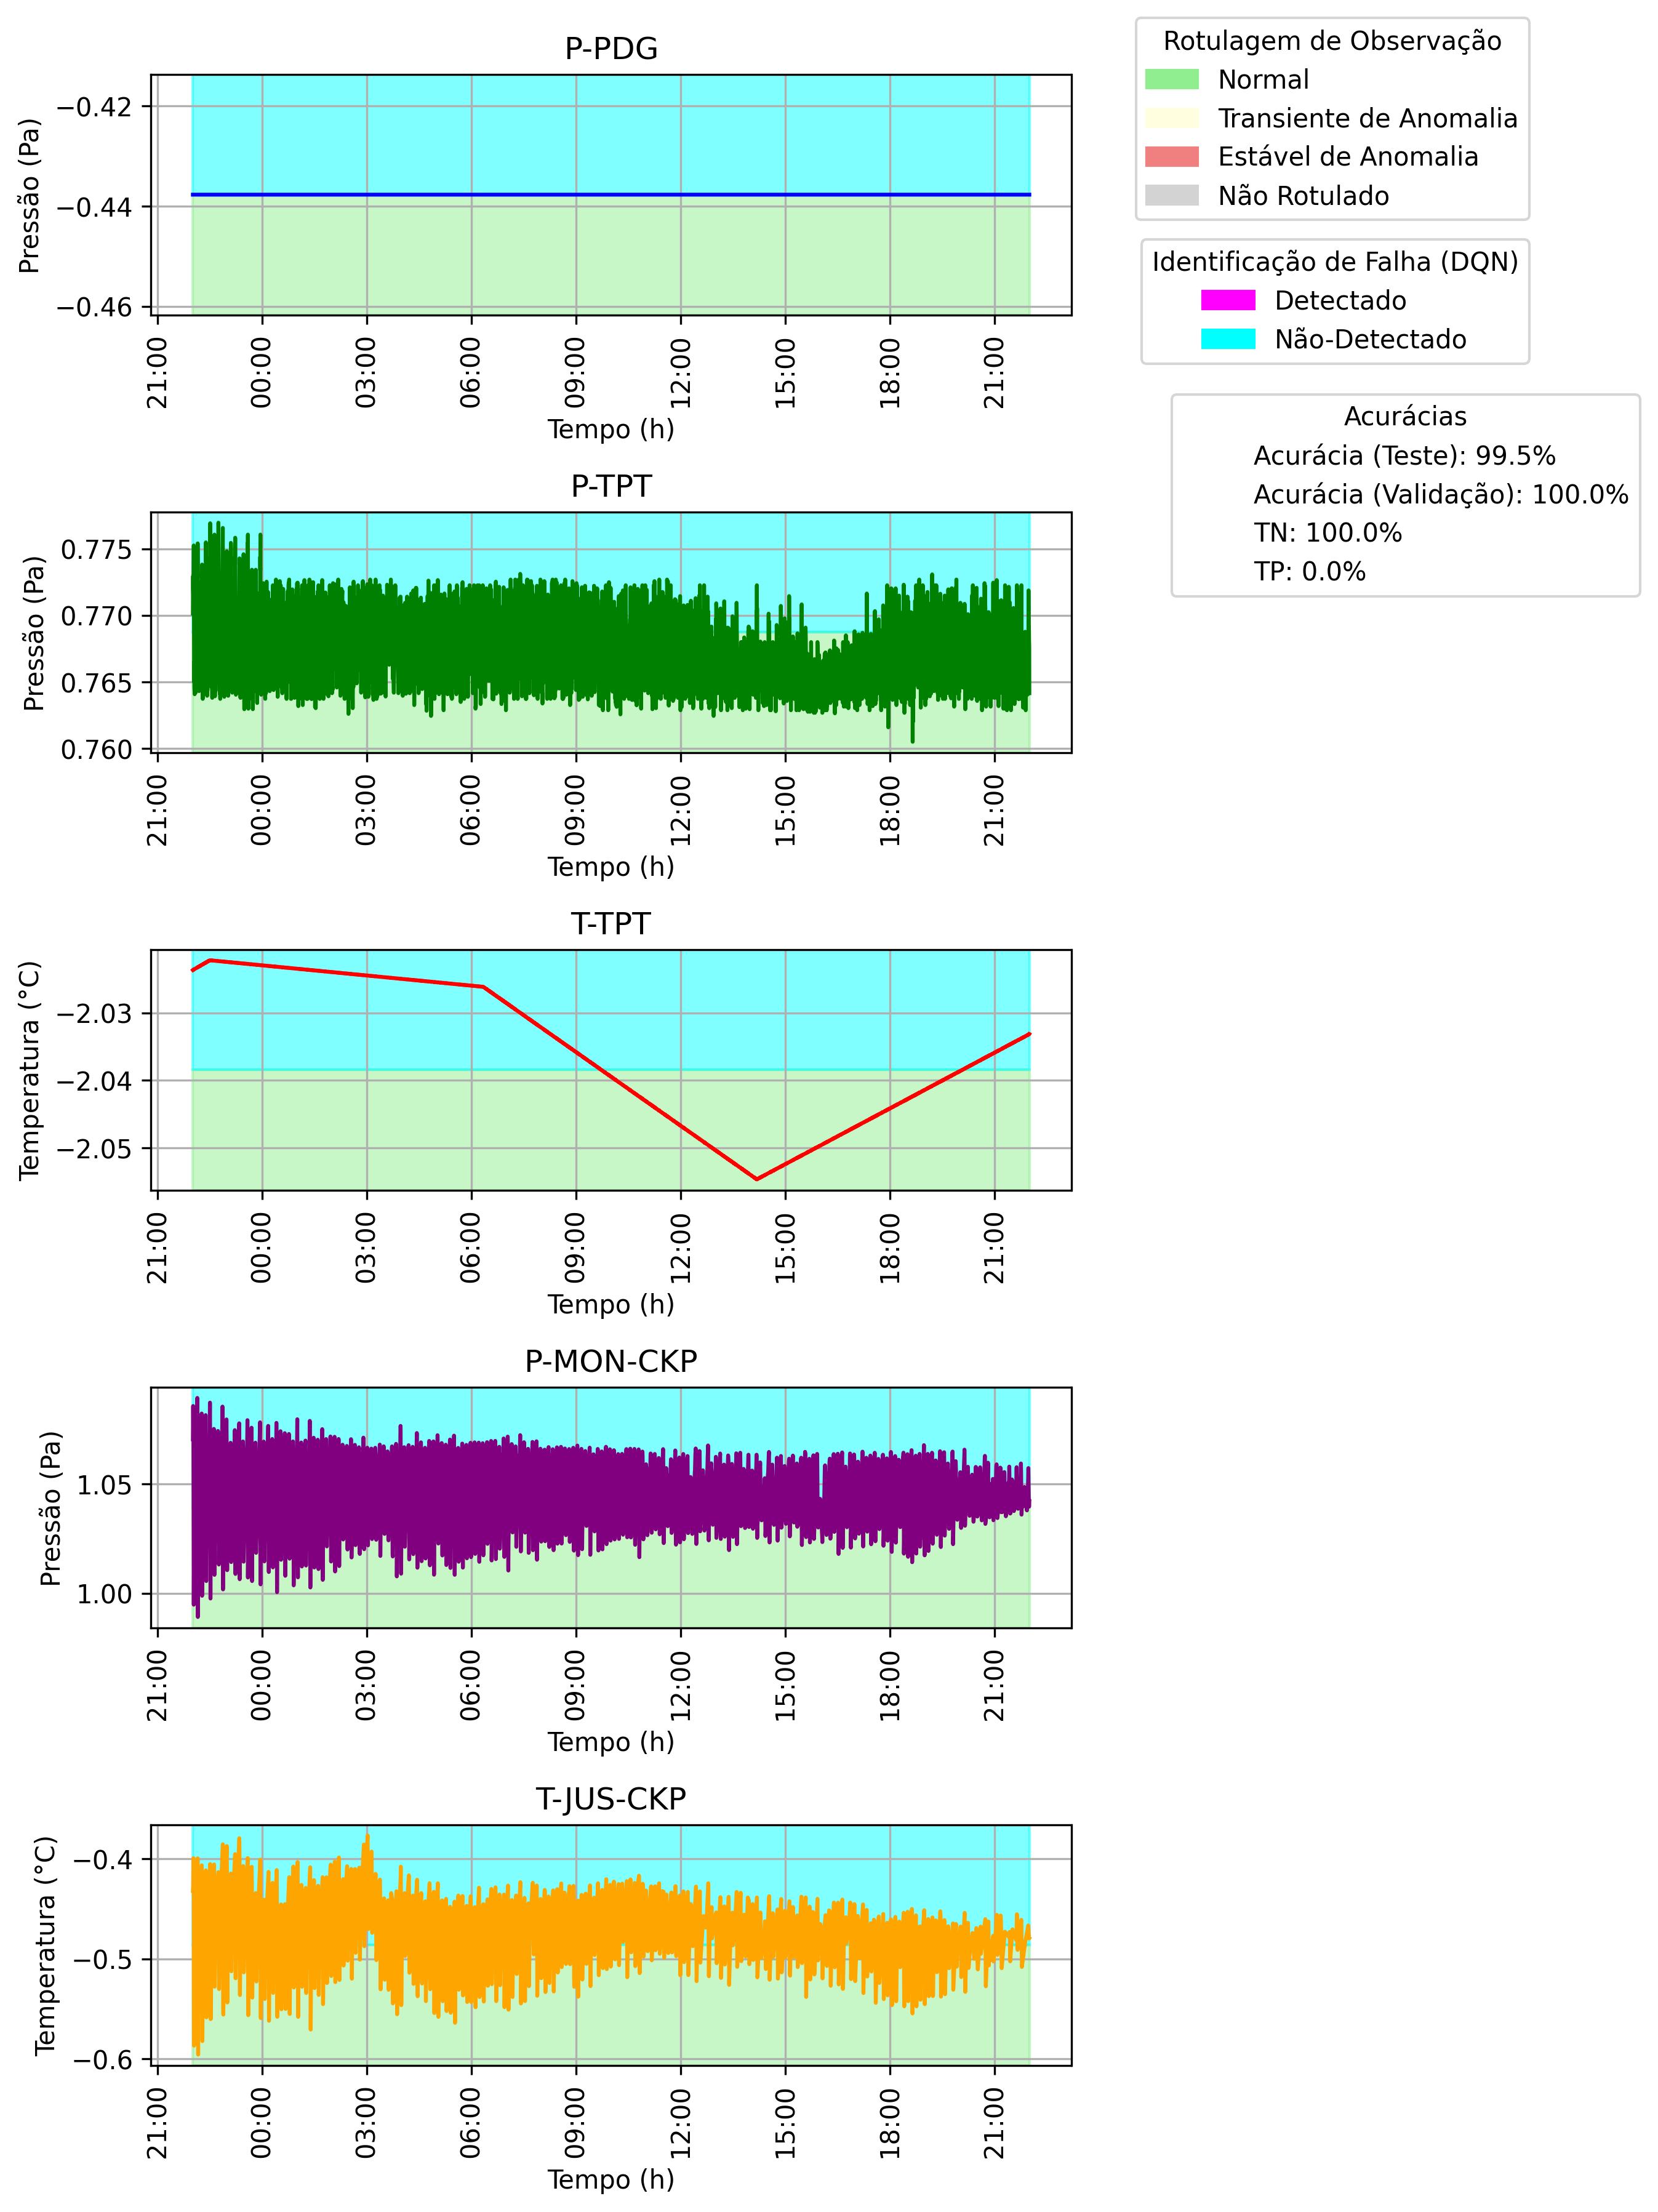 P-PDG
Pressão (Pa)
−0.42
−0.44
−0.46
21:00
00:00
03:00
06:00
09:00
12:00
15:00
18:00
21:00
Tempo (h)
Rotulagem de Observação
Normal
Transiente de Anomalia
Estável de Anomalia
Não Rotulado
Identificação de Falha (DQN)
Detectado
Não-Detectado
Acurácias
Acurácia (Teste): 99.5%
Acurácia (Validação): 100.0%
TN: 100.0%
TP: 0.0%
P-TPT
Pressão (Pa)
0.775
0.770
0.765
0.760
21:00
00:00
03:00
06:00
09:00
12:00
15:00
18:00
21:00
Tempo (h)
T-TPT
Temperatura (°C)
−2.03
−2.04
−2.05
21:00
00:00
03:00
06:00
09:00
12:00
15:00
18:00
21:00
Tempo (h)
P-MON-CKP
Pressão (Pa)
1.05
1.00
21:00
00:00
03:00
06:00
09:00
12:00
15:00
18:00
21:00
Tempo (h)
T-JUS-CKP
Temperatura (°C)
−0.4
−0.5
−0.6
21:00
00:00
03:00
06:00
09:00
12:00
15:00
18:00
21:00
Tempo (h)